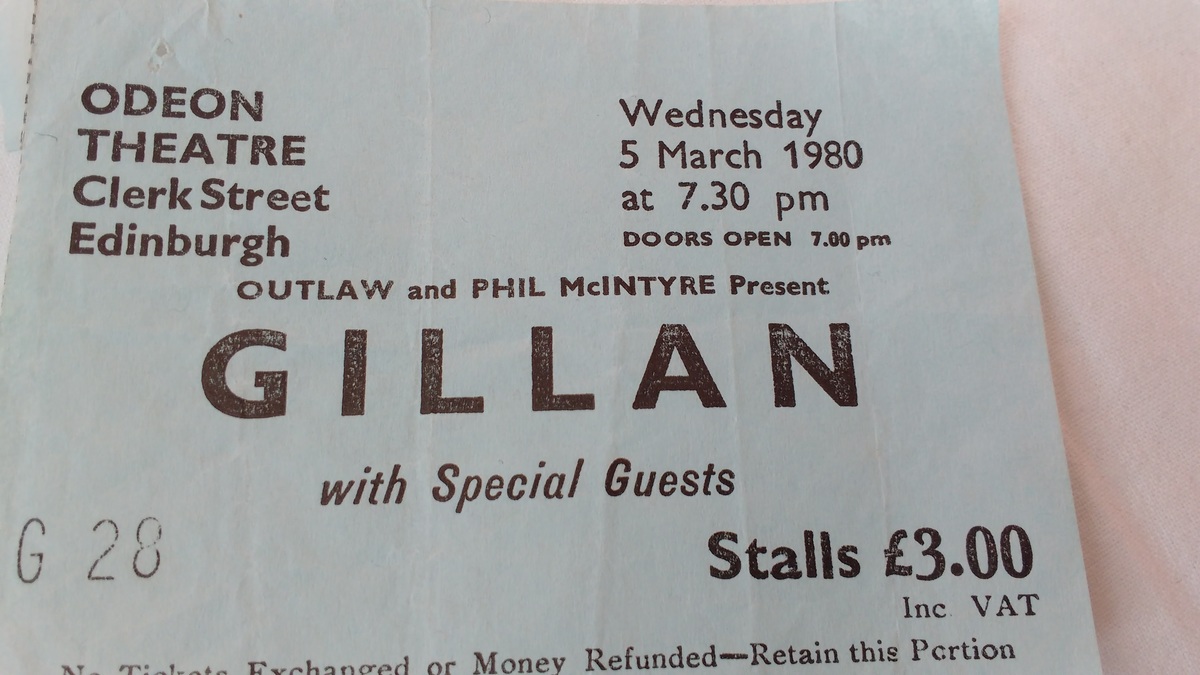 ODEON
THEATRE
Clerk Street
Edinburgh
Wednesday
5 March 1980
at 7.30 pm
DOORS OPEN 7.00 pm
OUTLAW and PHIL McINTYRE Present
GILLAN
with Special Guests
G 28
Stalls £3.00
Inc. VAT
No Tickets Exchanged or Money Refunded—Retain this Portion